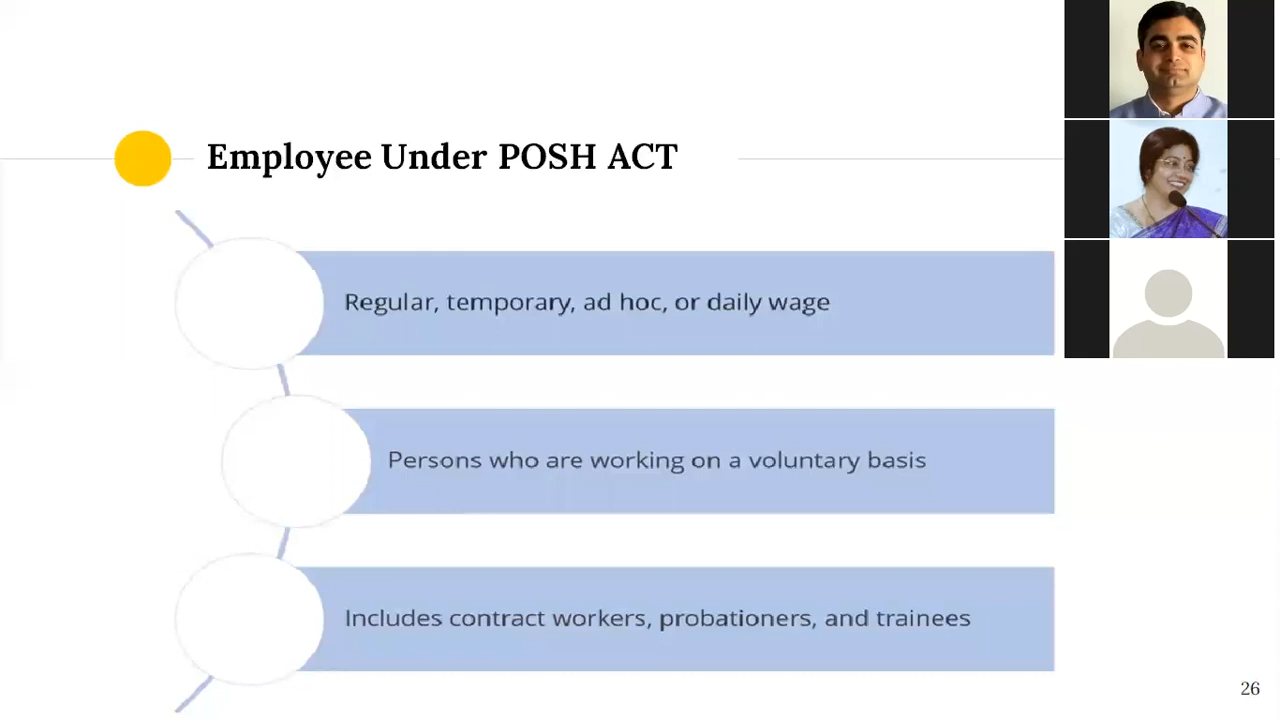 Employee Under POSH ACT
Regular, temporary, ad hoc, or daily wage
Persons who are working on a voluntary basis
Includes contract workers, probationers, and trainees
26